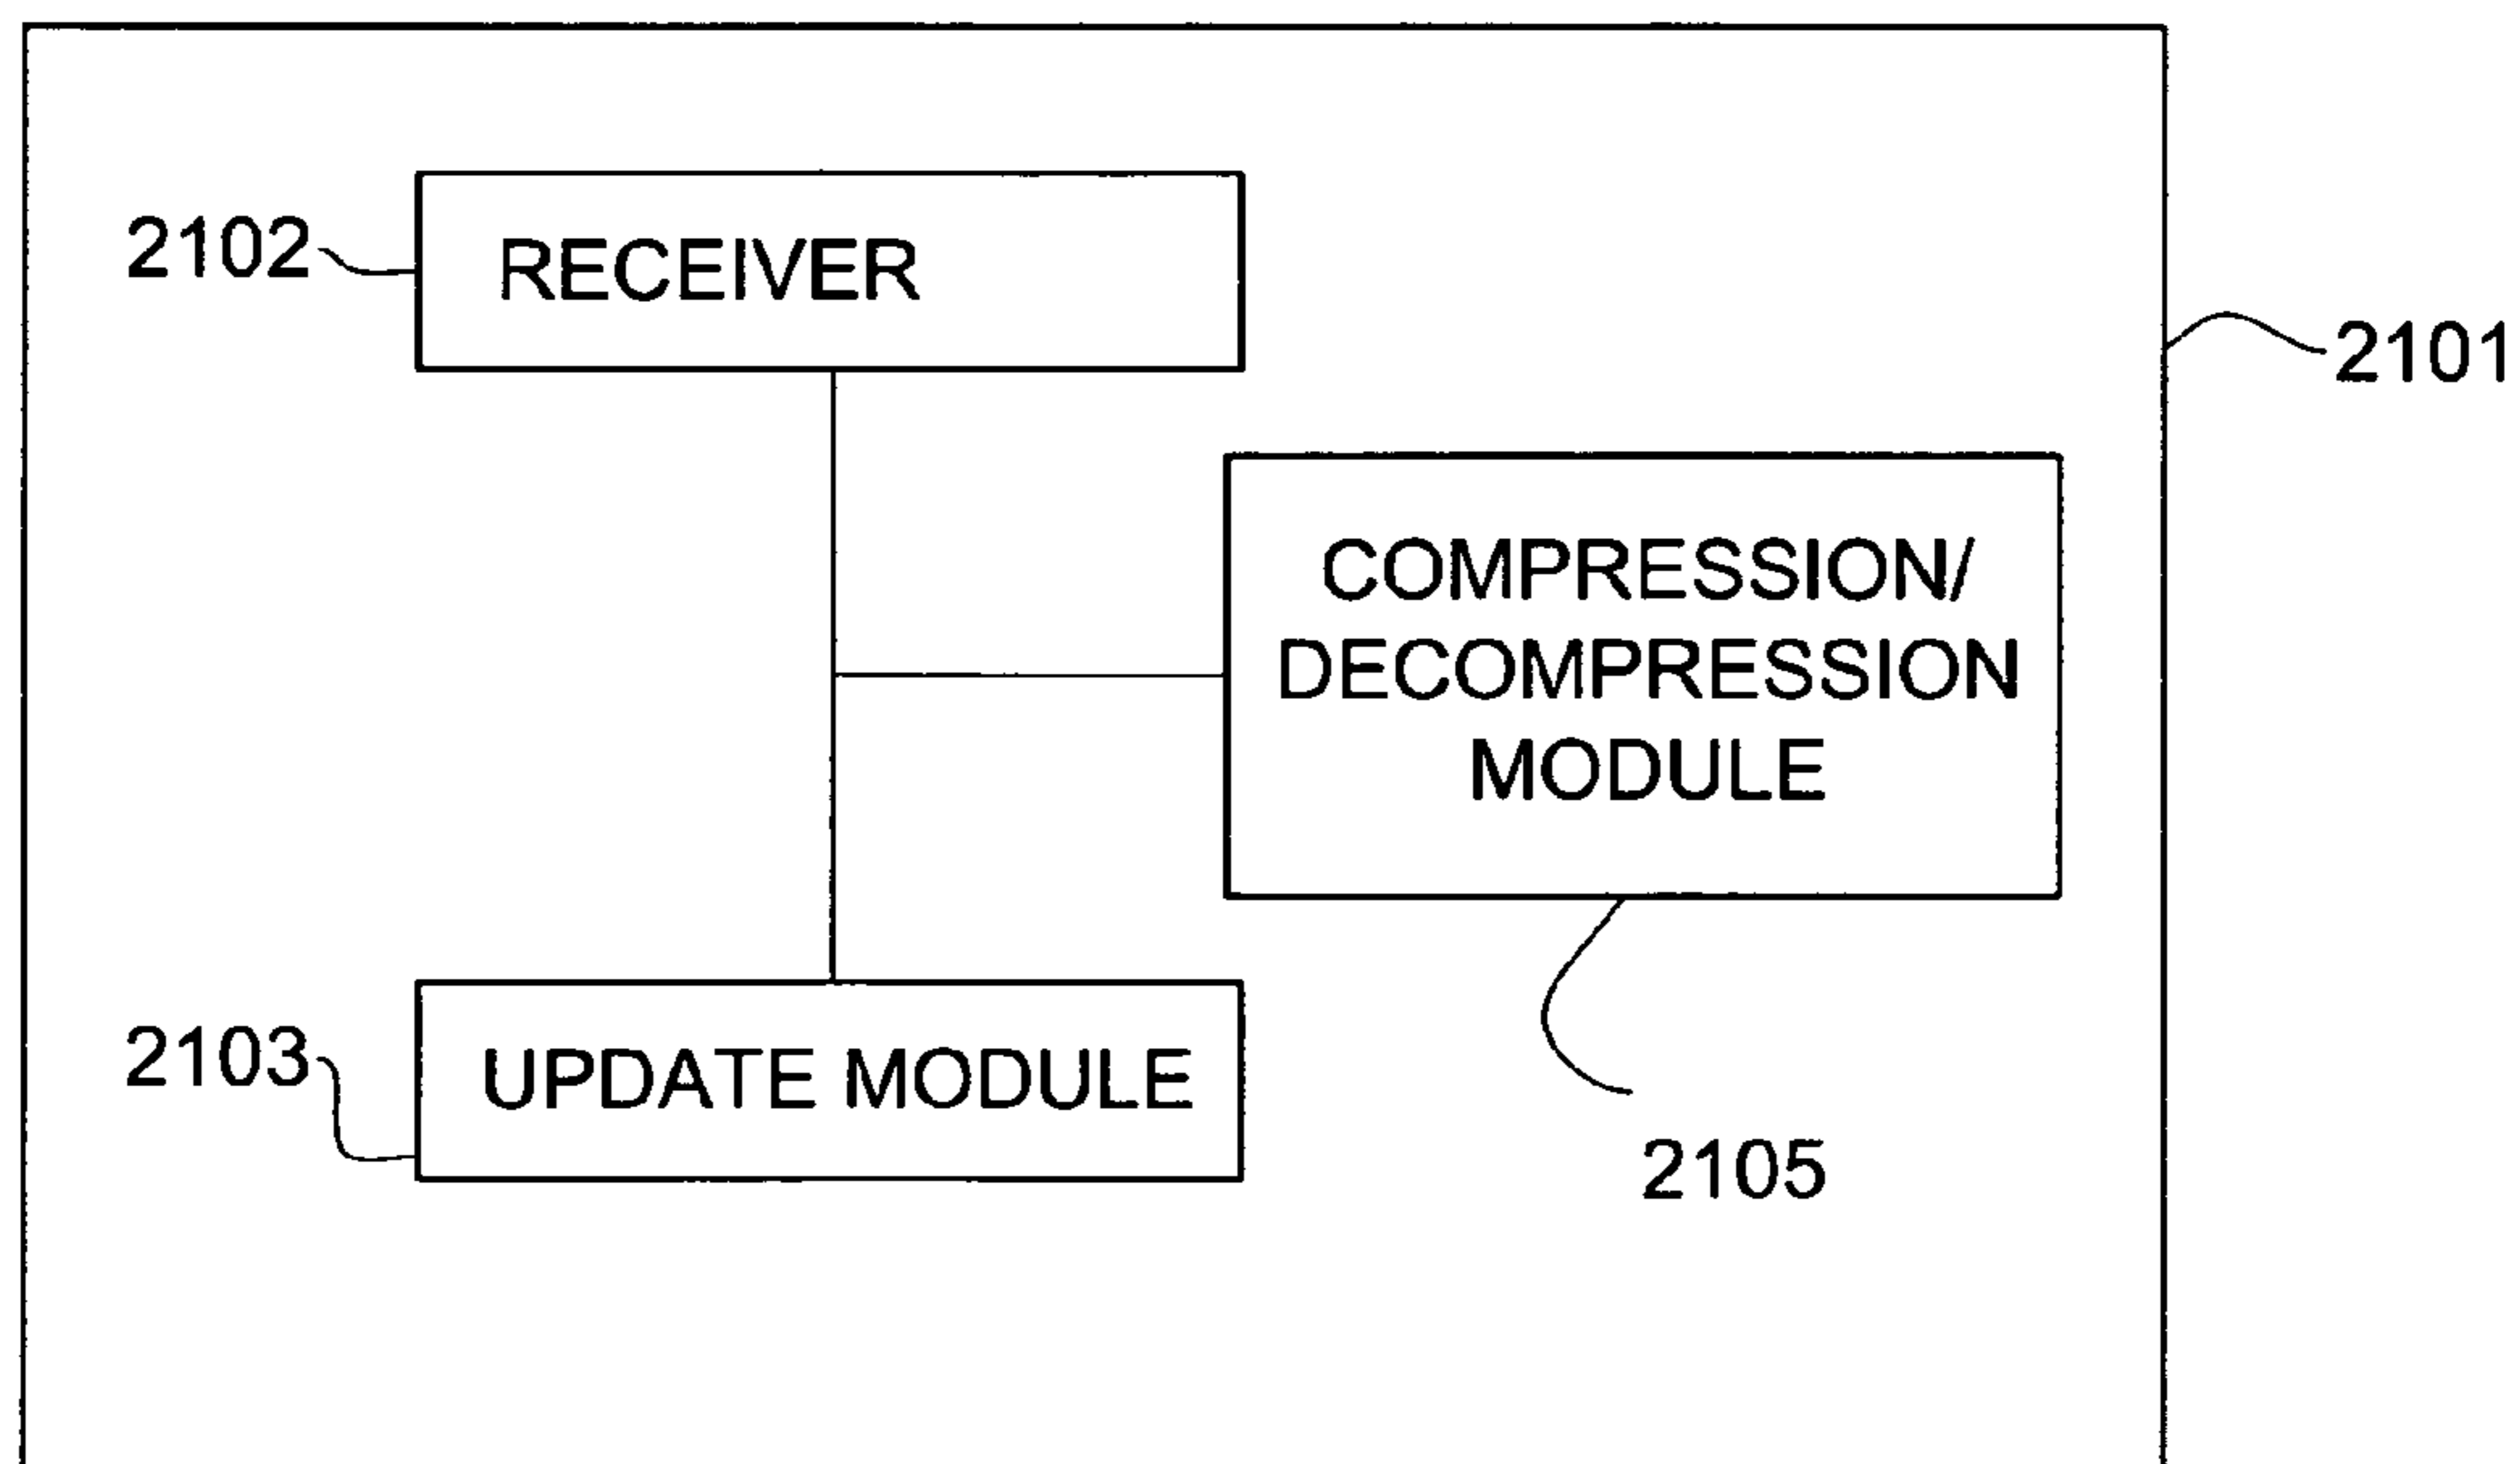 2102
RECEIVER
2101
COMPRESSION/
DECOMPRESSION
MODULE
2103
UPDATE MODULE
2105